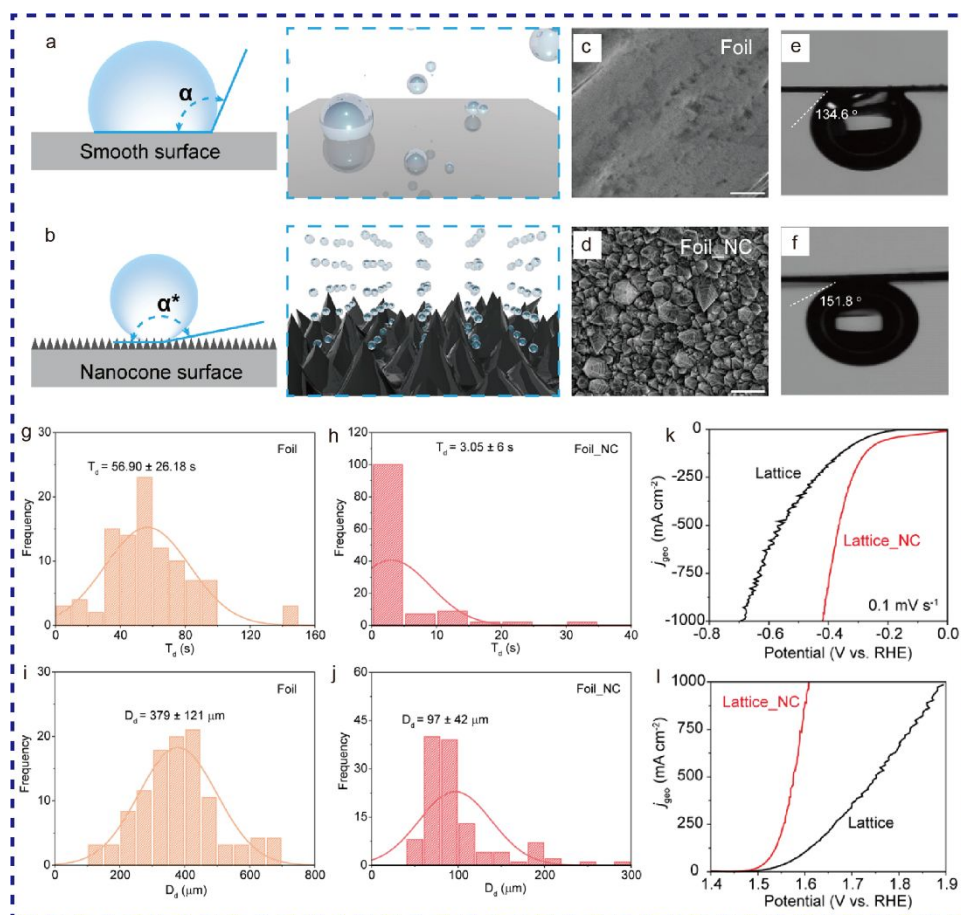 a
α
Smooth surface
b
α*
Nanocone surface
c
Foil
d
Foil_NC
e
134.6 °
f
151.8 °
g
Foil
T_d = 56.90 ± 26.18 s
30
20
10
0
Frequency
0 40 80 120 160
T_d (s)
h
Foil_NC
T_d = 3.05 ± 6 s
100
80
60
40
20
0
Frequency
0 10 20 30 40
T_d (s)
i
Foil
D_d = 379 ± 121 μm
30
20
10
0
Frequency
0 200 400 600 800
D_d (μm)
j
Foil_NC
D_d = 97 ± 42 μm
60
45
30
15
0
Frequency
0 100 200 300
D_d (μm)
k
0
-250
-500
-750
-1000
j_geo (mA cm⁻²)
Lattice
Lattice_NC
0.1 mV s⁻¹
-0.8 -0.6 -0.4 -0.2 0.0
Potential (V vs. RHE)
l
1000
750
500
250
0
j_geo (mA cm⁻²)
Lattice_NC
Lattice
1.4 1.5 1.6 1.7 1.8 1.9
Potential (V vs. RHE)